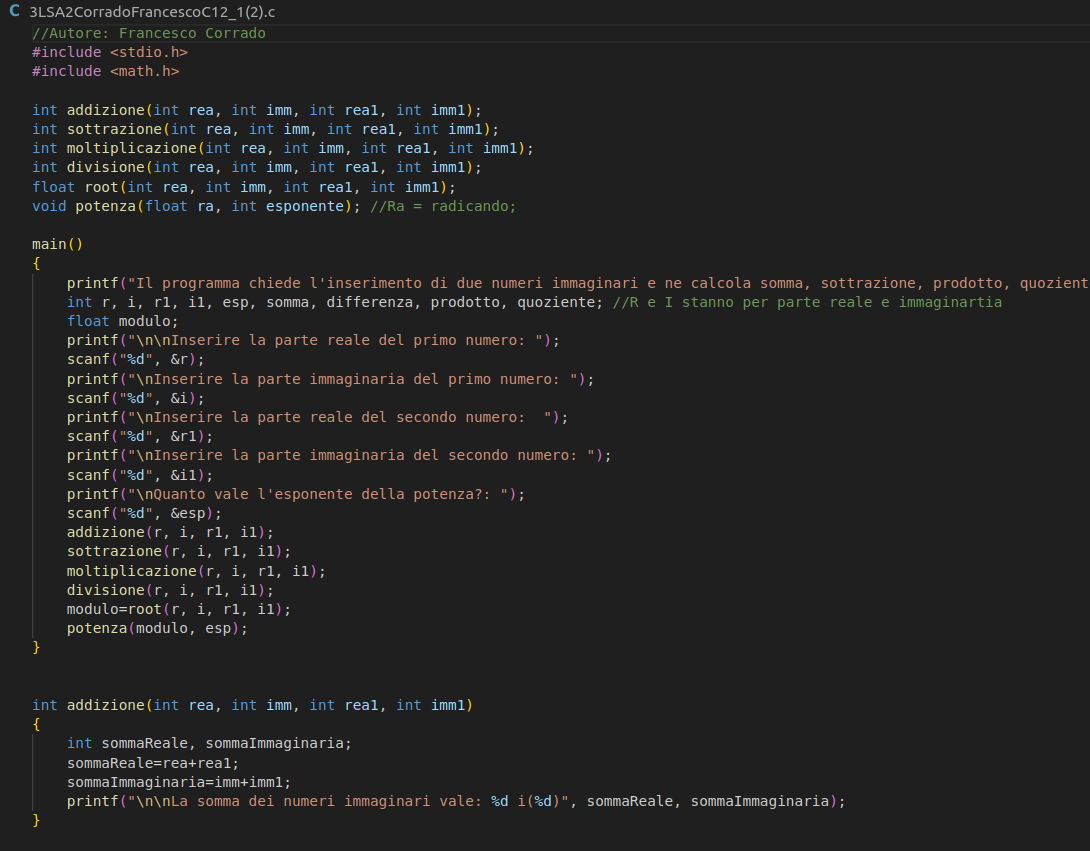 C 3LSA2CorradoFrancescoC12_1(2).c
//Autore: Francesco Corrado
#include <stdio.h>
#include <math.h>
int addizione(int rea, int imm, int rea1, int imm1);
int sottrazione(int rea, int imm, int rea1, int imm1);
int moltiplicazione(int rea, int imm, int rea1, int imm1);
int divisione(int rea, int imm, int rea1, int imm1);
float root(int rea, int imm, int rea1, int imm1);
void potenza(float ra, int esponente); //Ra = radicando;
main()
{
printf("Il programma chiede l'inserimento di due numeri immaginari e ne calcola somma, sottrazione, prodotto, quozient
int r, i, r1, i1, esp, somma, differenza, prodotto, quoziente; //R e I stanno per parte reale e immaginartia
float modulo;
printf("\n\nInserire la parte reale del primo numero: ");
scanf("%d", &r);
printf("\nInserire la parte immaginaria del primo numero: ");
scanf("%d", &i);
printf("\nInserire la parte reale del secondo numero:  ");
scanf("%d", &r1);
printf("\nInserire la parte immaginaria del secondo numero: ");
scanf("%d", &i1);
printf("\nQuanto vale l'esponente della potenza?: ");
scanf("%d", &esp);
addizione(r, i, r1, i1);
sottrazione(r, i, r1, i1);
moltiplicazione(r, i, r1, i1);
divisione(r, i, r1, i1);
modulo=root(r, i, r1, i1);
potenza(modulo, esp);
}
int addizione(int rea, int imm, int rea1, int imm1)
{
int sommaReale, sommaImmaginaria;
sommaReale=rea+rea1;
sommaImmaginaria=imm+imm1;
printf("\n\nLa somma dei numeri immaginari vale: %d i(%d)", sommaReale, sommaImmaginaria);
}